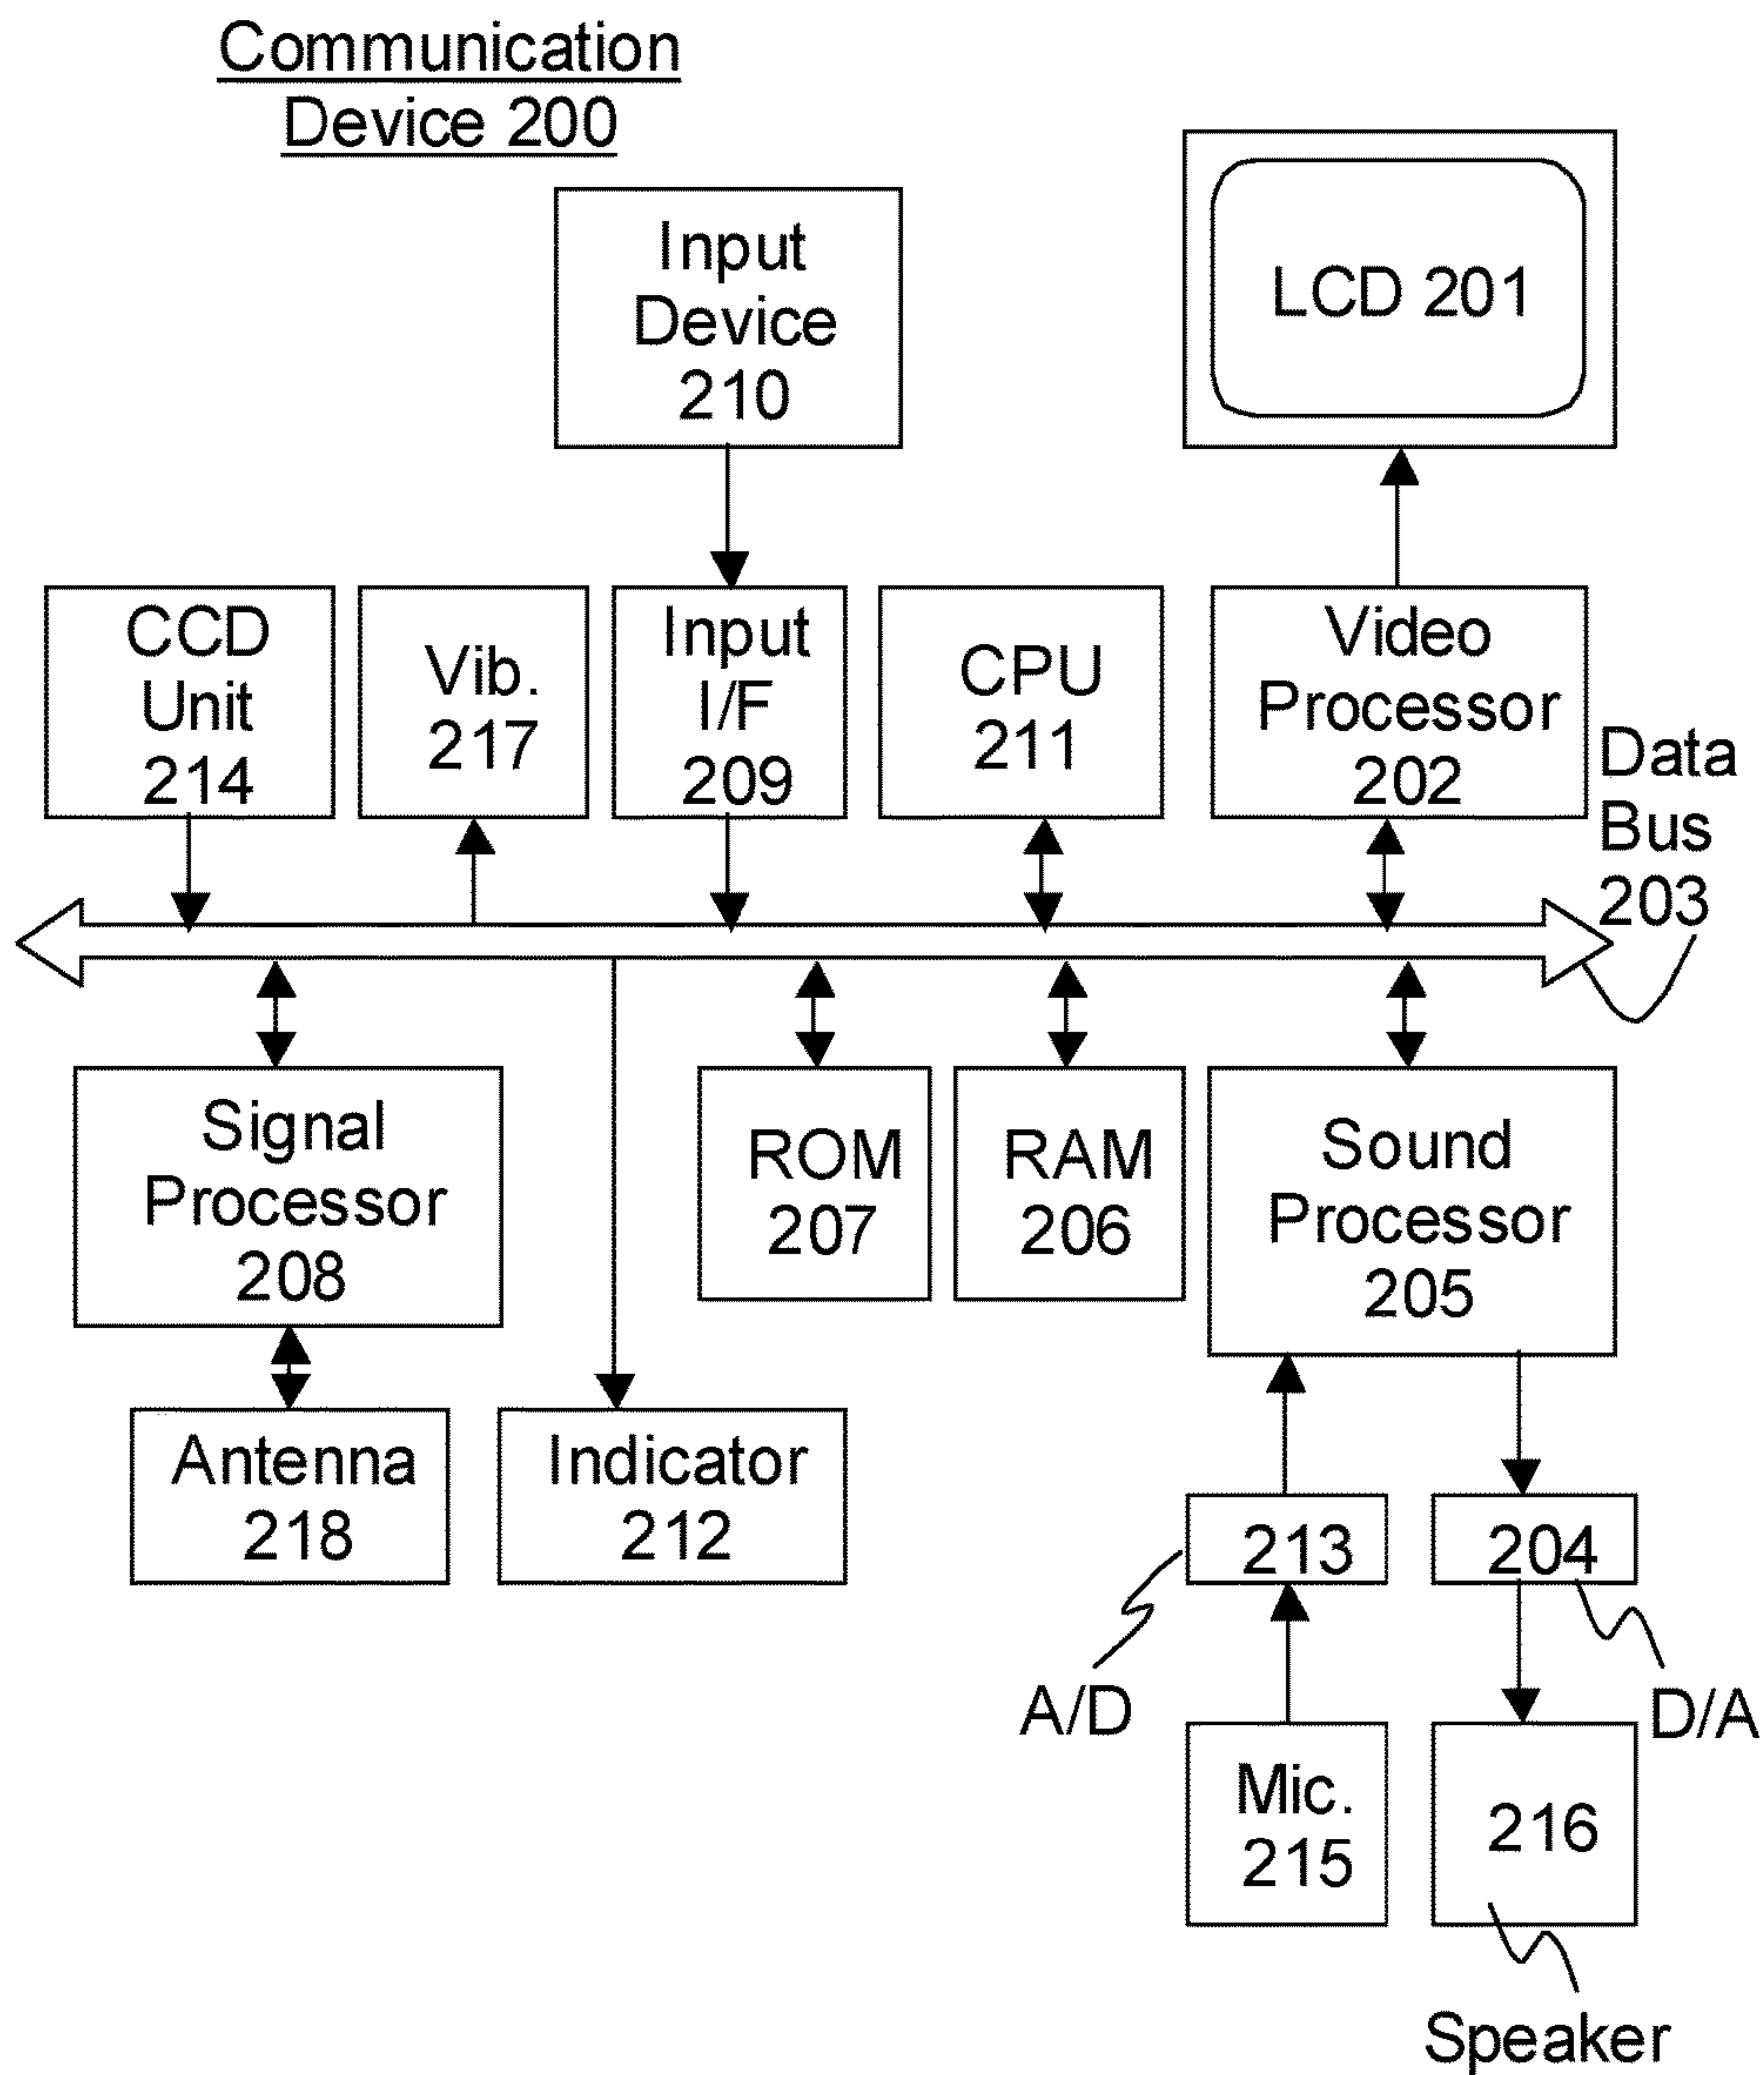 Communication
Device 200
Input
Device
210
LCD 201
CCD
Unit
214
Vib.
217
Input
I/F
209
CPU
211
Video
Processor
202
Data
Bus
203
Signal
Processor
208
ROM
207
RAM
206
Sound
Processor
205
Antenna
218
Indicator
212
213
204
A/D
D/A
Mic.
215
216
Speaker